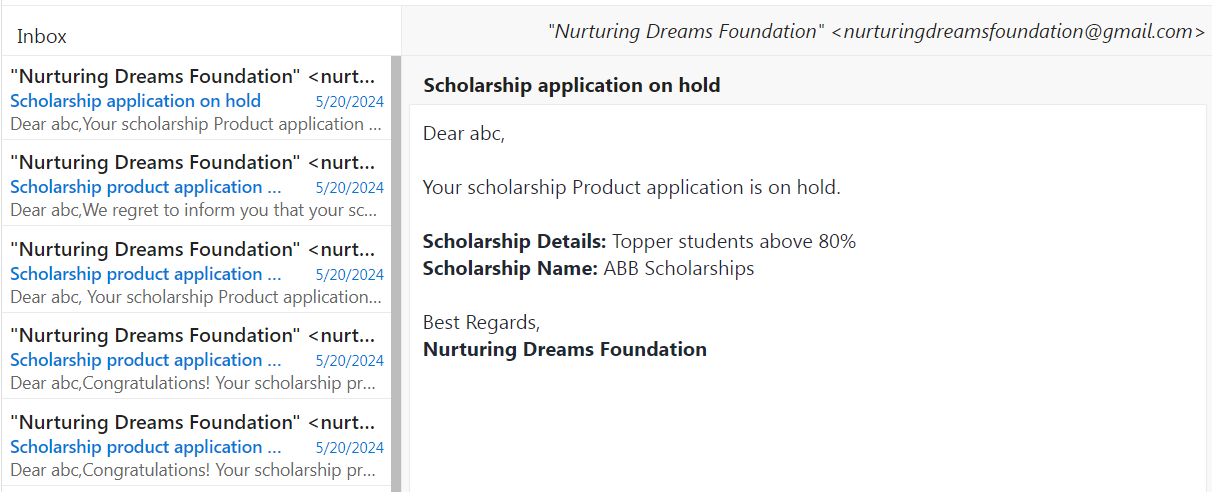 Inbox
"Nurturing Dreams Foundation" <nurt...
Scholarship application on hold 5/20/2024
Dear abc,Your scholarship Product application ...
"Nurturing Dreams Foundation" <nurt...
Scholarship product application ... 5/20/2024
Dear abc,We regret to inform you that your sc...
"Nurturing Dreams Foundation" <nurt...
Scholarship product application ... 5/20/2024
Dear abc, Your scholarship Product application...
"Nurturing Dreams Foundation" <nurt...
Scholarship product application ... 5/20/2024
Dear abc,Congratulations! Your scholarship pr...
"Nurturing Dreams Foundation" <nurt...
Scholarship product application ... 5/20/2024
Dear abc,Congratulations! Your scholarship pr...
"Nurturing Dreams Foundation" <nurturingdreamsfoundation@gmail.com>
Scholarship application on hold
Dear abc,
Your scholarship Product application is on hold.
Scholarship Details: Topper students above 80%
Scholarship Name: ABB Scholarships
Best Regards,
Nurturing Dreams Foundation